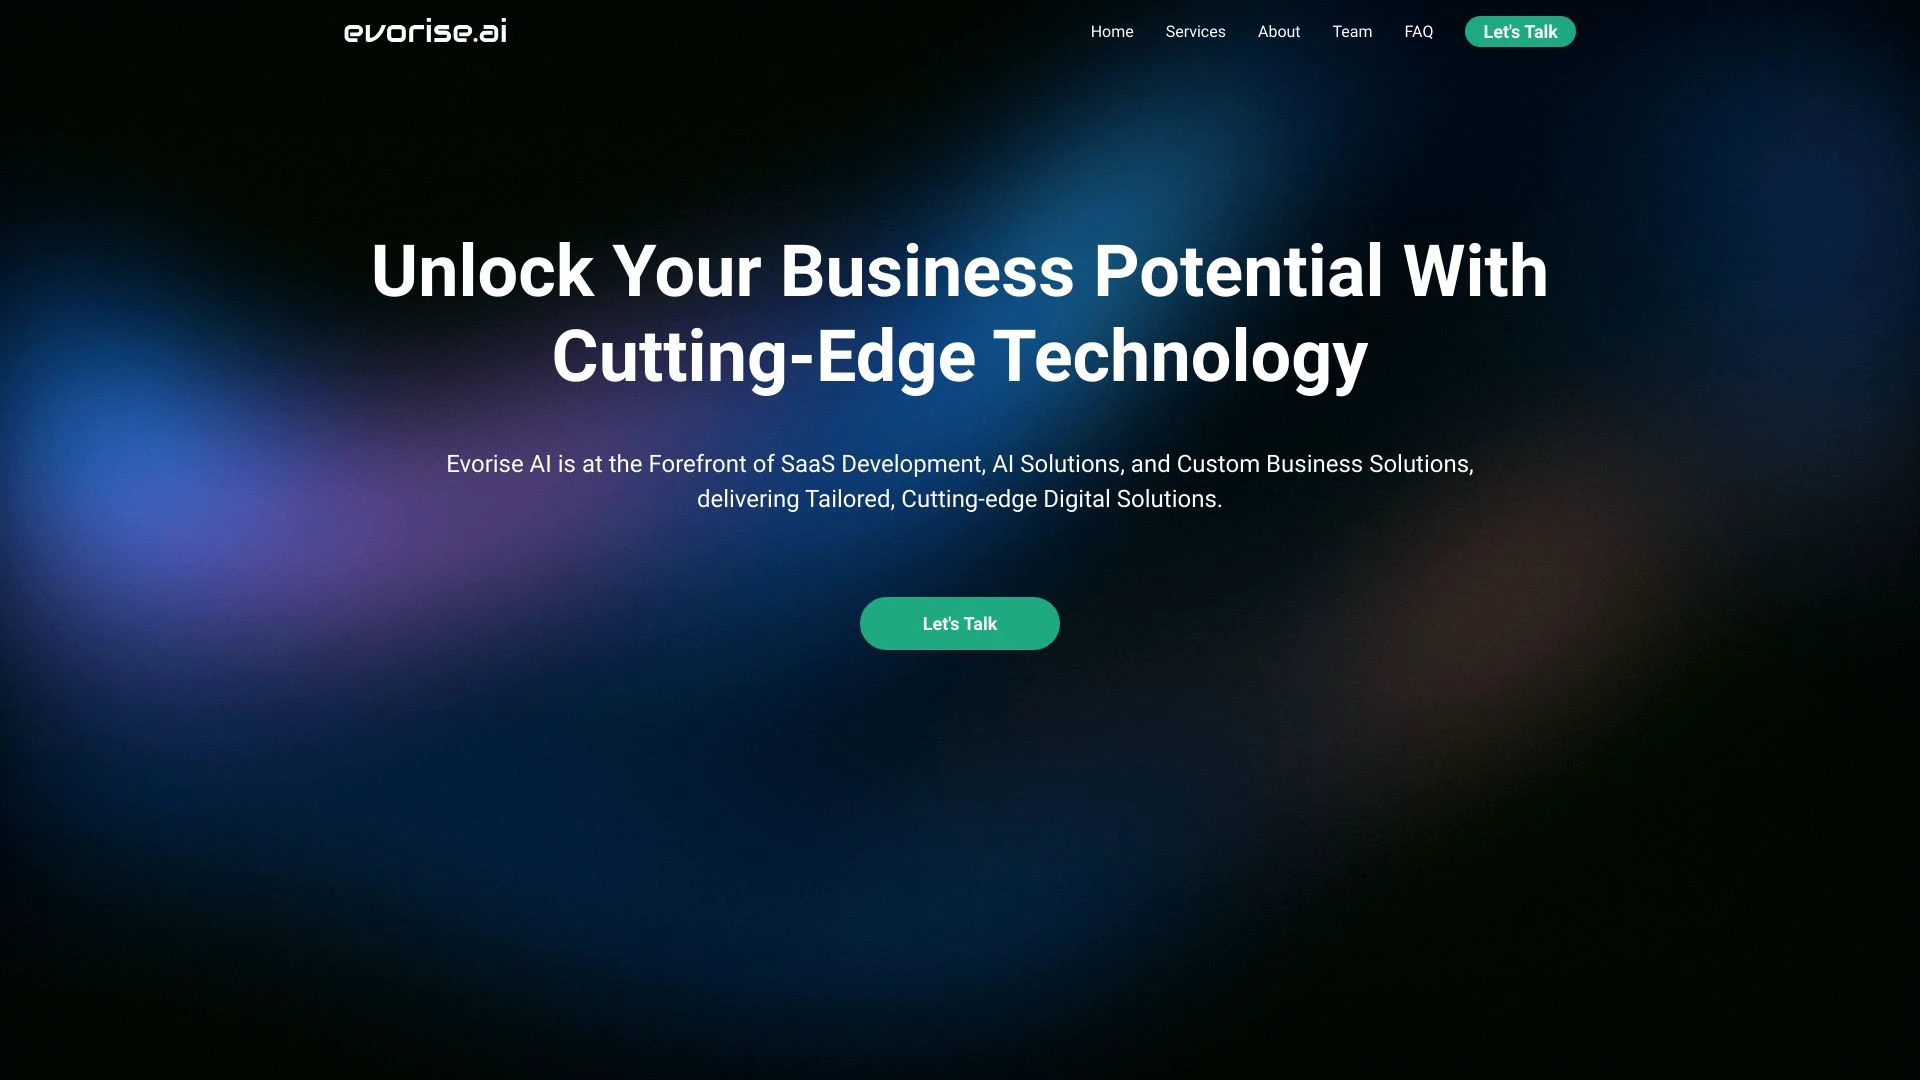 evorise.ai
Home
Services
About
Team
FAQ
Let's Talk
Unlock Your Business Potential With
Cutting-Edge Technology
Evorise AI is at the Forefront of SaaS Development, AI Solutions, and Custom Business Solutions,
delivering Tailored, Cutting-edge Digital Solutions.
Let's Talk